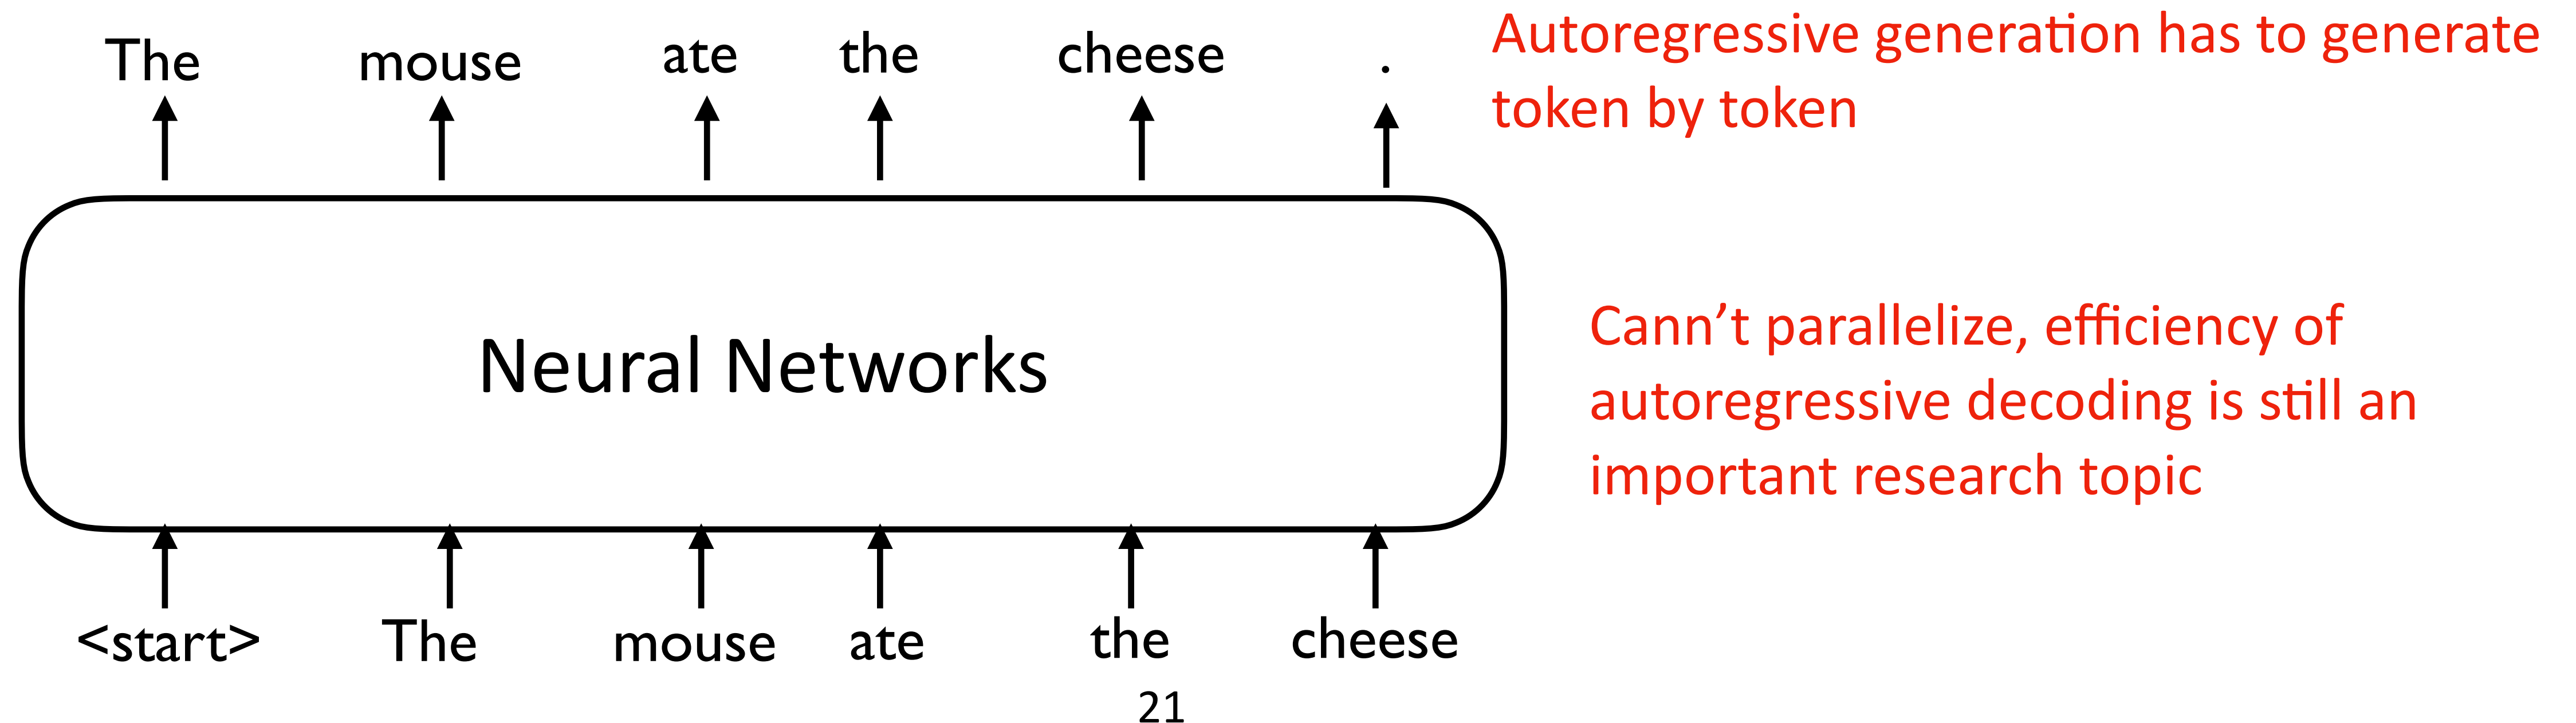 The mouse ate the cheese .
Autoregressive generation has to generate
token by token
Neural Networks
Cann’t parallelize, efficiency of
autoregressive decoding is still an
important research topic
<start> The mouse ate the cheese
21